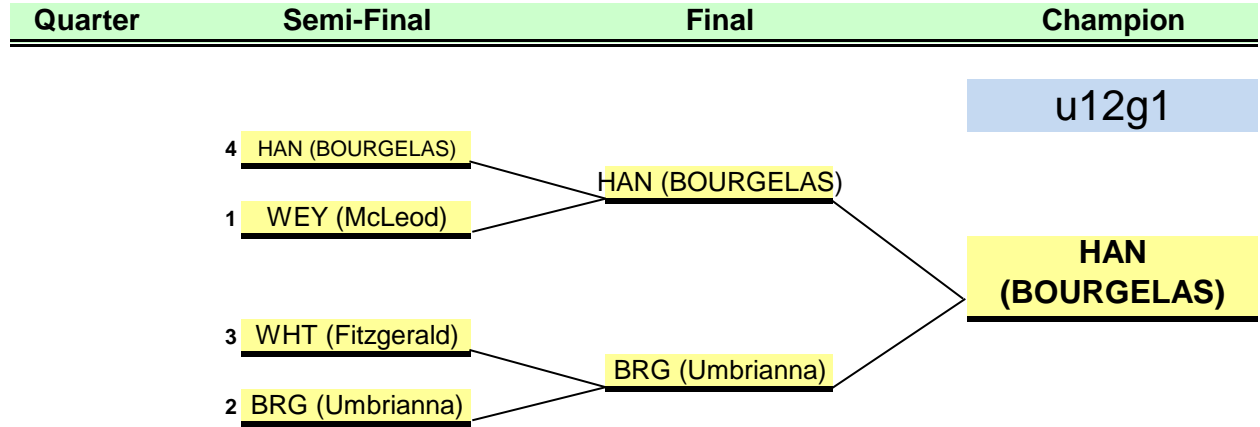 Quarter Semi-Final Final Champion
u12g1
4 HAN (BOURGELAS)
HAN (BOURGELAS)
1 WEY (McLeod)
HAN
(BOURGELAS)
3 WHT (Fitzgerald)
BRG (Umbrianna)
2 BRG (Umbrianna)